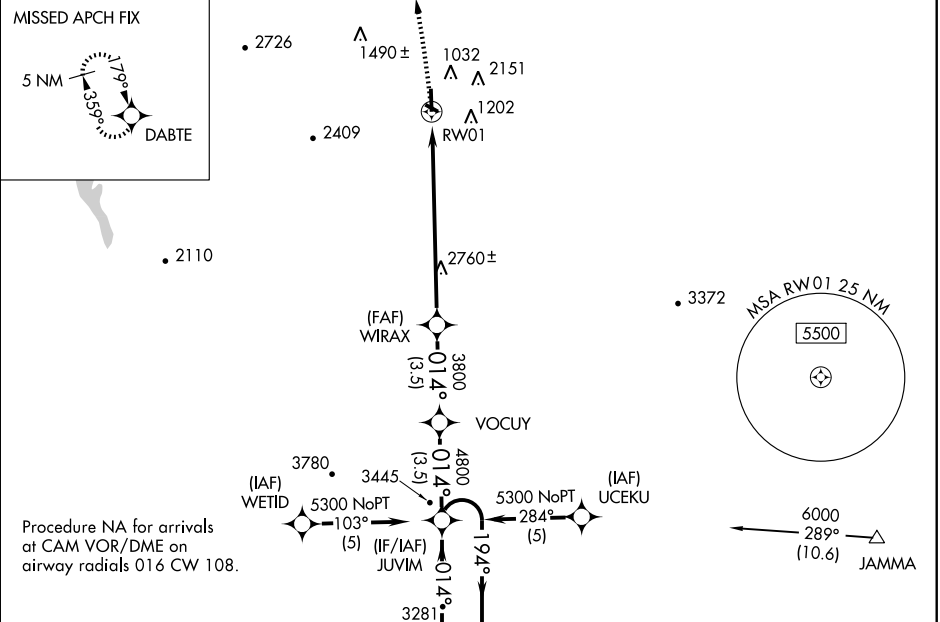 MISSED APCH FIX
5 NM
179°
359°
DABTE
2726
1490±
1032
2151
1202
RW01
2409
2110
2760±
3372
MSA RW01 25 NM
5500
(FAF)
WIRAX
3800
014°
(3.5)
VOCUY
4800
014°
(3.5)
3780
3445
(IAF)
WETID
5300 NoPT
103°
(5)
(IF/IAF)
JUVIM
5300 NoPT
284°
(5)
(IAF)
UCEKU
194°
014°
3281
6000
289°
(10.6)
JAMMA
Procedure NA for arrivals
at CAM VOR/DME on
airway radials 016 CW 108.